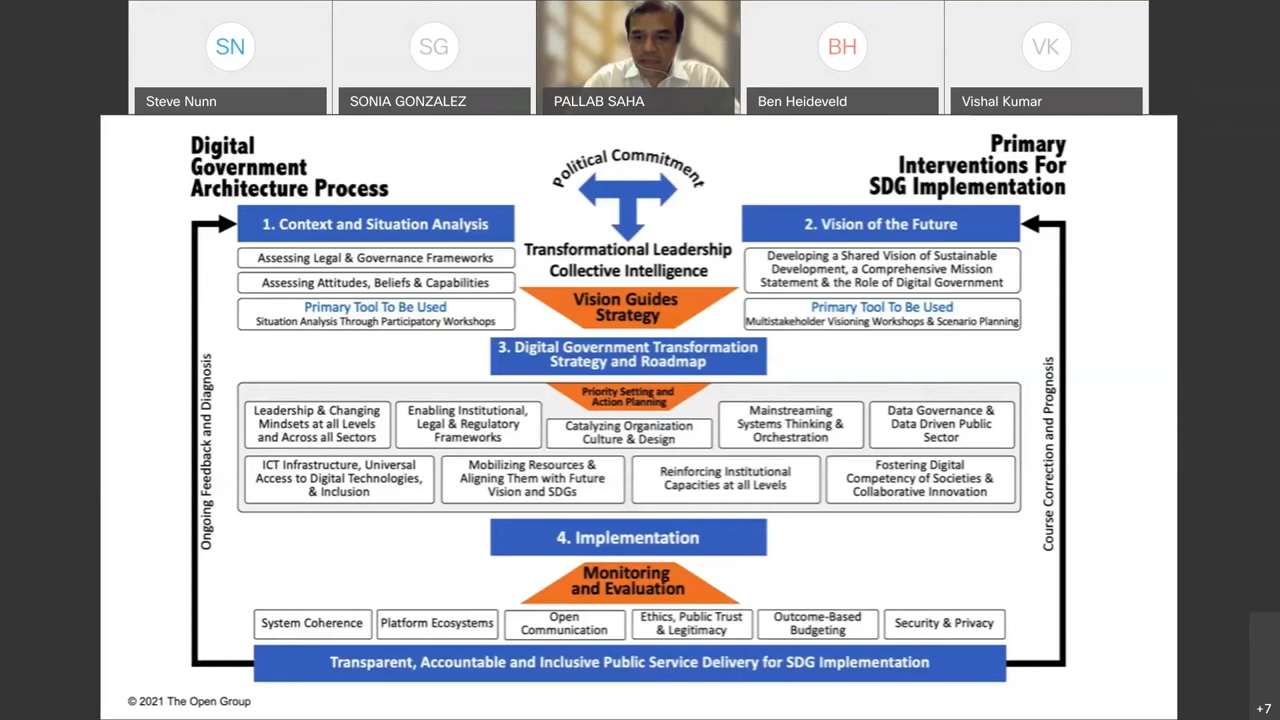 SN
SG
BH
VK
Steve Nunn
SONIA GONZALEZ
PALLAB SAHA
Ben Heideveld
Vishal Kumar
Digital
Government
Architecture Process
Political Commitment
Primary
Interventions For
SDG Implementation
1. Context and Situation Analysis
Assessing Legal & Governance Frameworks
Assessing Attitudes, Beliefs & Capabilities
Primary Tool To Be Used
Situation Analysis Through Participatory Workshops
Transformational Leadership
Collective Intelligence
Vision Guides
Strategy
2. Vision of the Future
Developing a Shared Vision of Sustainable
Development, a Comprehensive Mission
Statement & the Role of Digital Government
Primary Tool To Be Used
Multistakeholder Visioning Workshops & Scenario Planning
3. Digital Government Transformation
Strategy and Roadmap
Priority Setting and
Action Planning
Leadership & Changing
Mindsets at all Levels
and Across all Sectors
Enabling Institutional,
Legal & Regulatory
Frameworks
Catalyzing Organization
Culture & Design
Mainstreaming
Systems Thinking &
Orchestration
Data Governance &
Data Driven Public
Sector
ICT Infrastructure, Universal
Access to Digital Technologies,
& Inclusion
Mobilizing Resources &
Aligning Them with Future
Vision and SDGs
Reinforcing Institutional
Capacities at all Levels
Fostering Digital
Competency of Societies &
Collaborative Innovation
Ongoing Feedback and Diagnosis
Course Correction and Prognosis
4. Implementation
Monitoring
and Evaluation
System Coherence
Platform Ecosystems
Open
Communication
Ethics, Public Trust
& Legitimacy
Outcome-Based
Budgeting
Security & Privacy
Transparent, Accountable and Inclusive Public Service Delivery for SDG Implementation
© 2021 The Open Group
+7